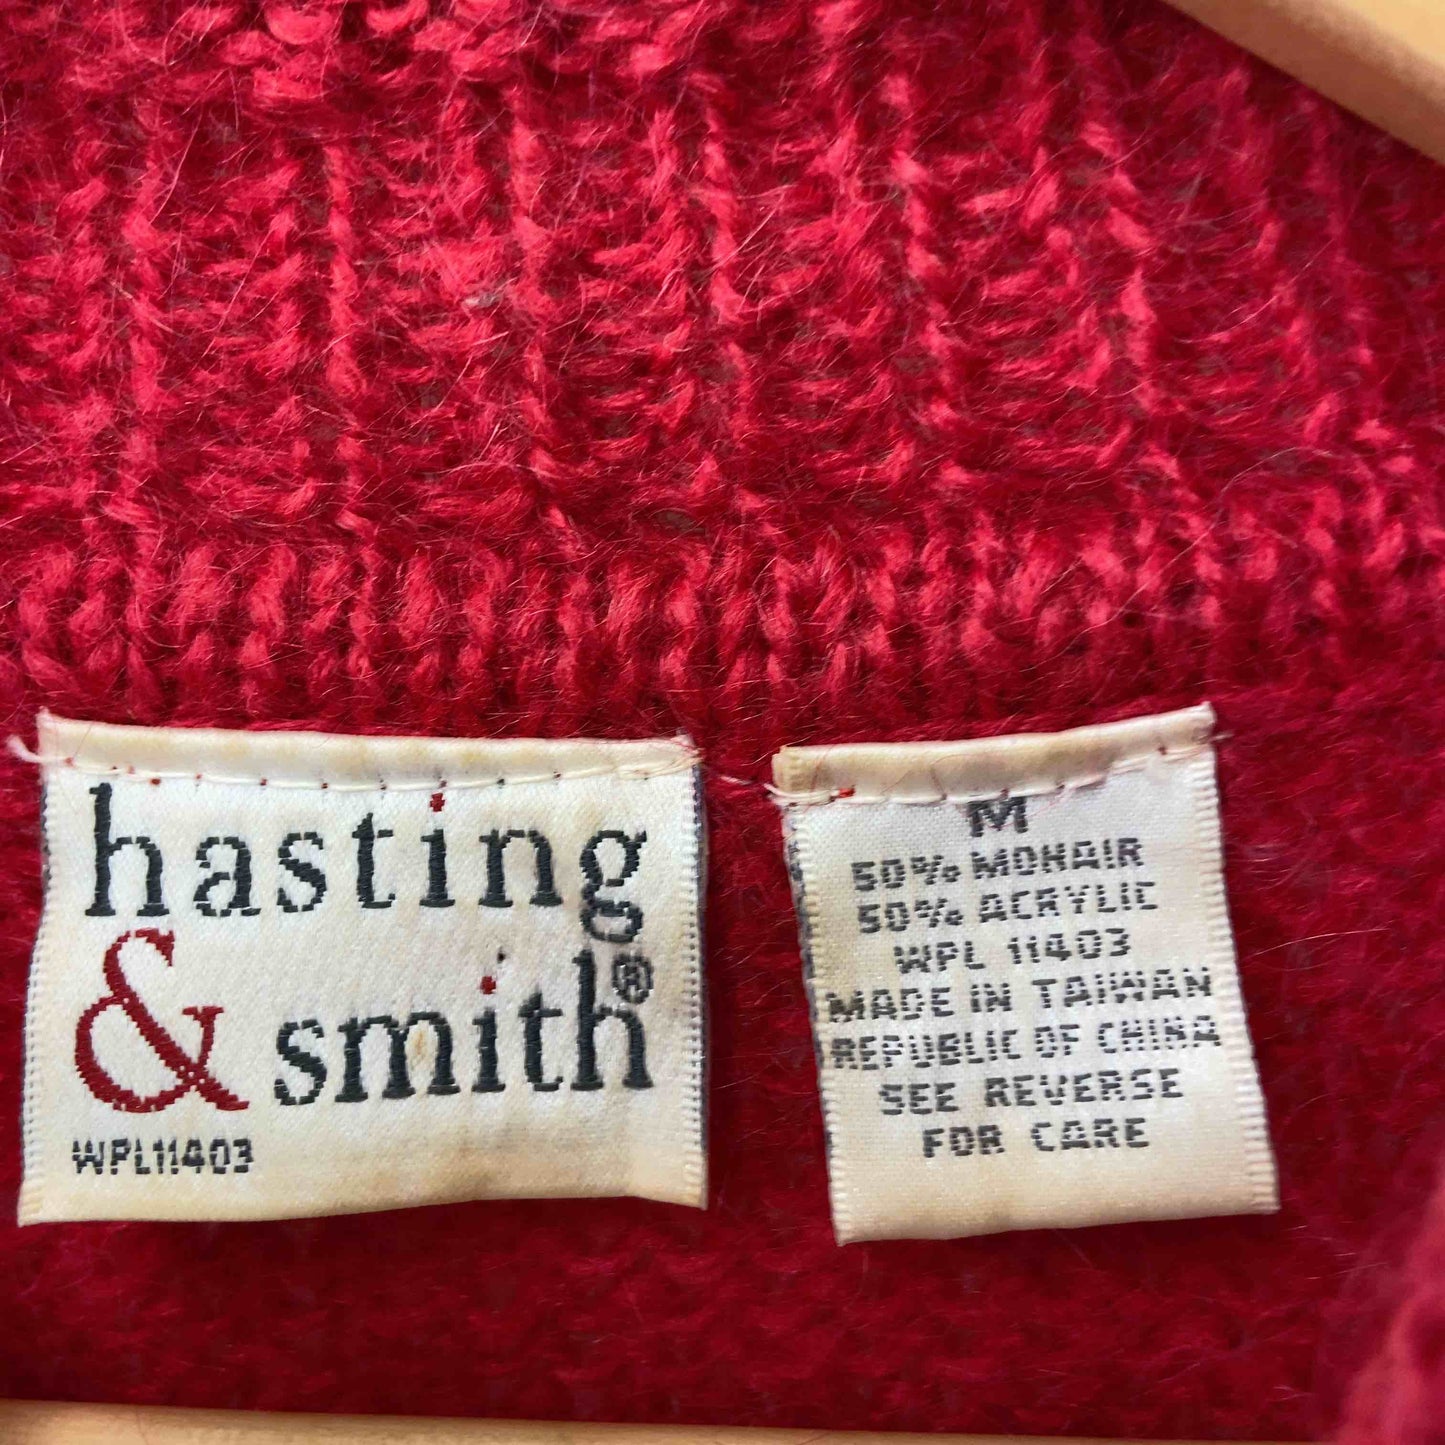 hasting
& smith®
WPL11403
M
50% MOHAIR
50% ACRYLIC
WPL 11403
MADE IN TAIWAN
REPUBLIC OF CHINA
SEE REVERSE
FOR CARE